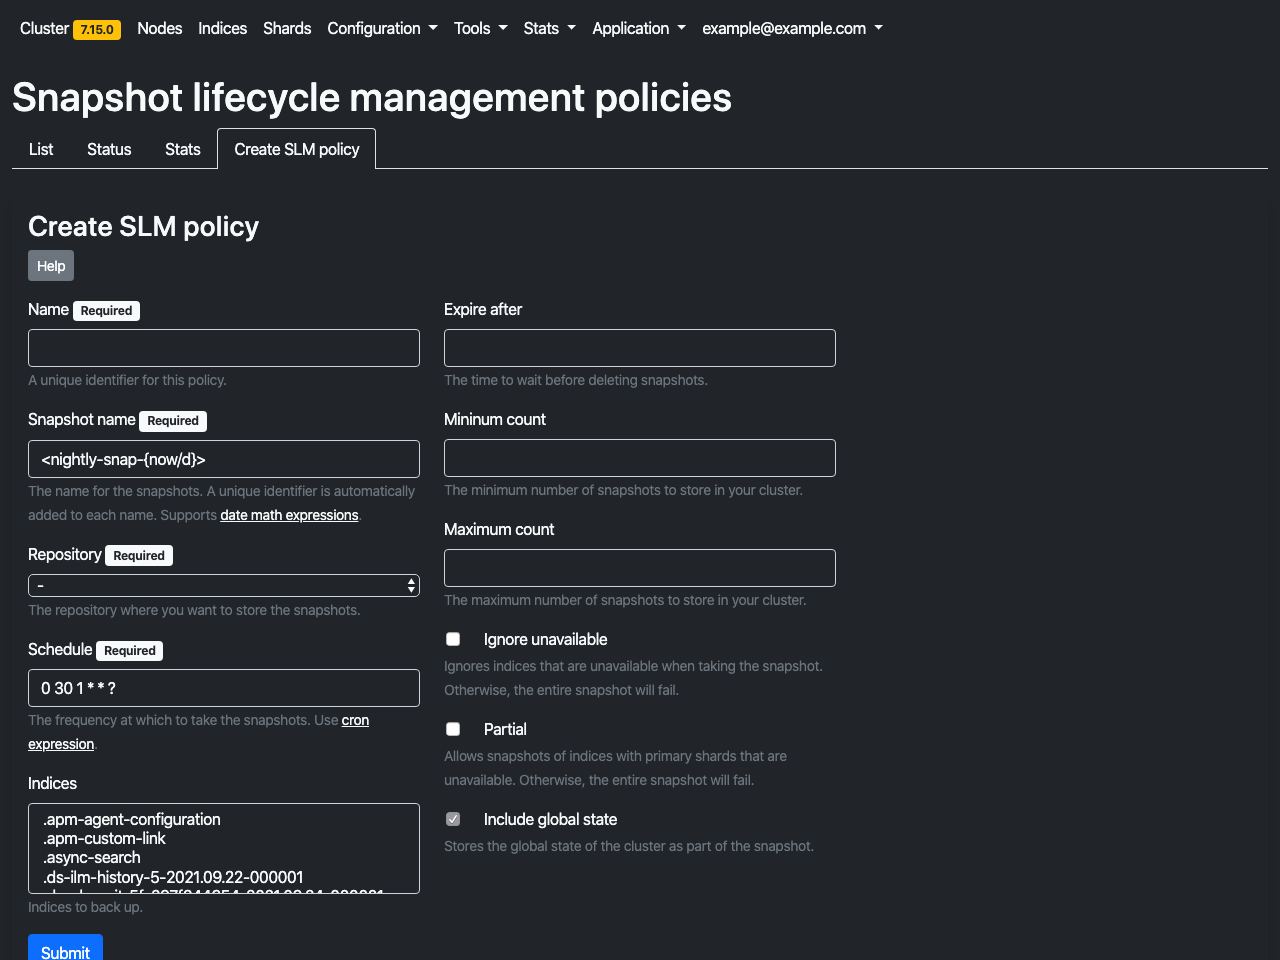 Cluster 7.15.0 Nodes Indices Shards Configuration Tools Stats Application example@example.com
Snapshot lifecycle management policies
List Status Stats Create SLM policy
Create SLM policy
Help
Name Required
A unique identifier for this policy.
Snapshot name Required
<nightly-snap-{now/d}>
The name for the snapshots. A unique identifier is automatically
added to each name. Supports date math expressions.
Repository Required
-
The repository where you want to store the snapshots.
Schedule Required
0 30 1 * * ?
The frequency at which to take the snapshots. Use cron
expression.
Indices
.apm-agent-configuration
.apm-custom-link
.async-search
.ds-ilm-history-5-2021.09.22-000001
Indices to back up.
Submit
Expire after
The time to wait before deleting snapshots.
Mininum count
The minimum number of snapshots to store in your cluster.
Maximum count
The maximum number of snapshots to store in your cluster.
Ignore unavailable
Ignores indices that are unavailable when taking the snapshot.
Otherwise, the entire snapshot will fail.
Partial
Allows snapshots of indices with primary shards that are
unavailable. Otherwise, the entire snapshot will fail.
Include global state
Stores the global state of the cluster as part of the snapshot.